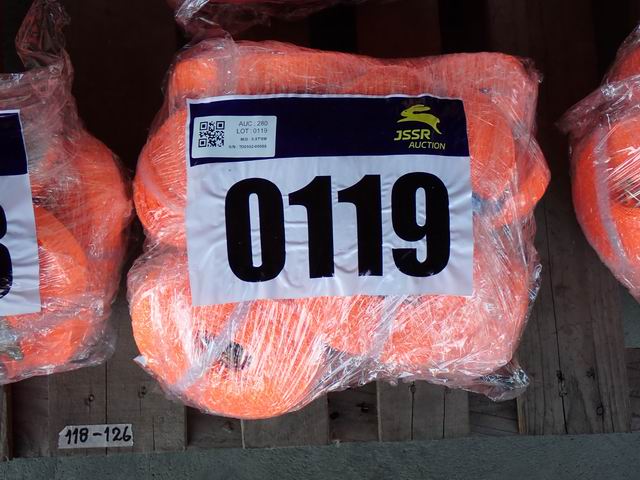 AUC : 280
LOT : 0119
JSSR
AUCTION
0119
118-126